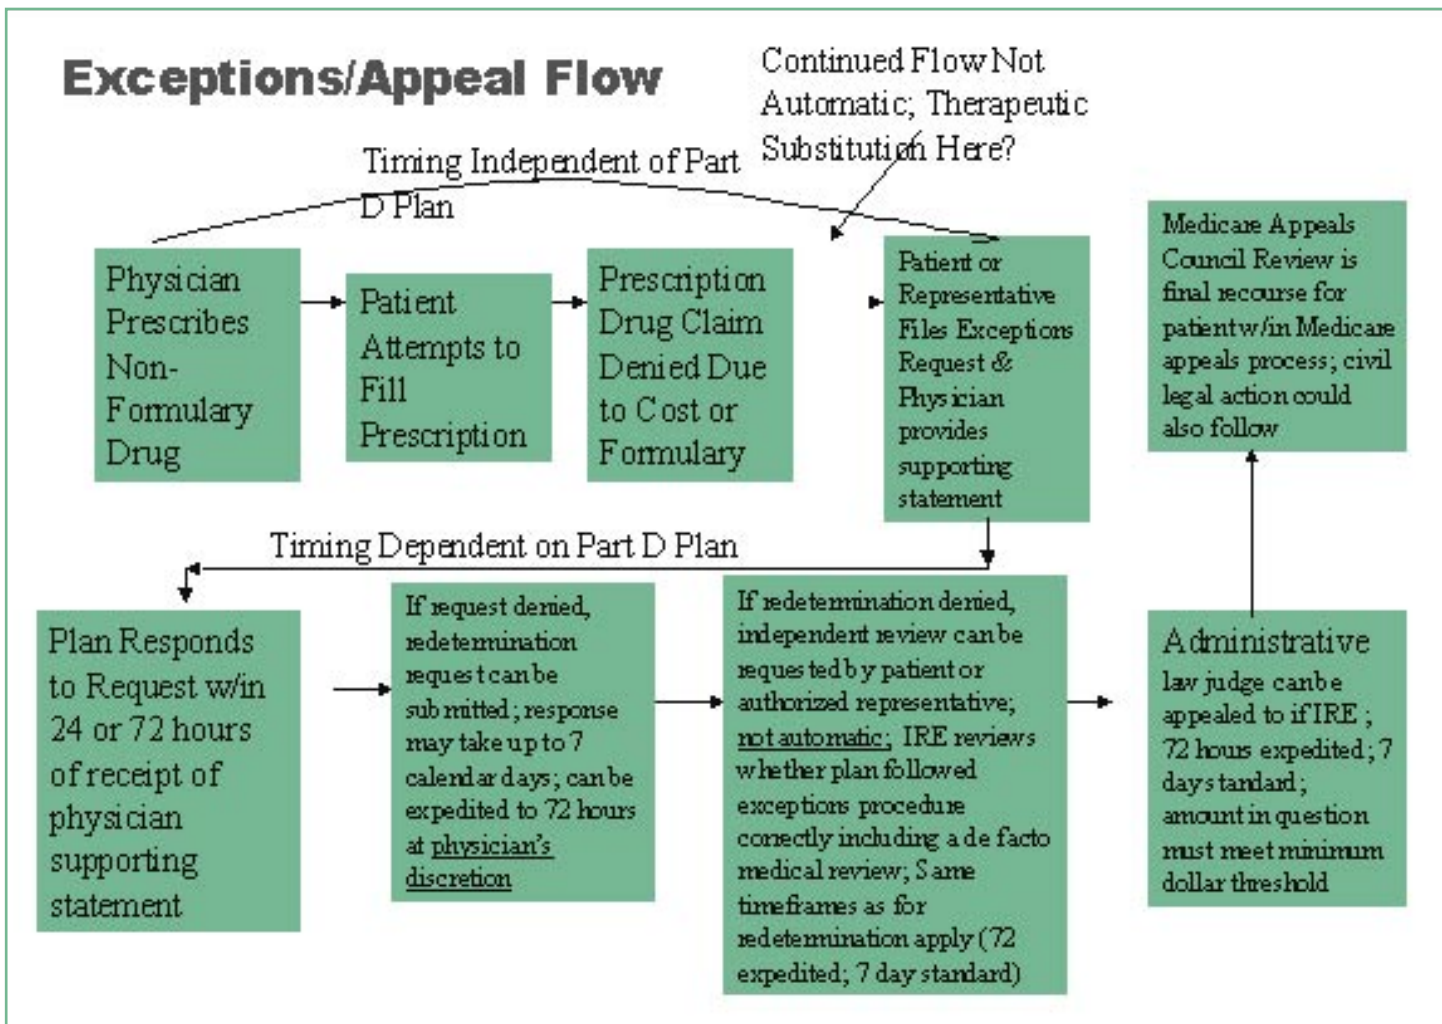 Exceptions/Appeal Flow
Continued Flow Not
Automatic; Therapeutic
Substitution Here?
Timing Independent of Part
D Plan
Physician
Prescribes
Non-
Formulary
Drug
Patient
Attempts to
Fill
Prescription
Prescription
Drug Claim
Denied Due
to Cost or
Formulary
Patient or
Representative
Files Exceptions
Request &
Physician
provides
supporting
statement
Medicare Appeals
Council Review is
final recourse for
patient w/in Medicare
appeals process; civil
legal action could
also follow
Timing Dependent on Part D Plan
Plan Responds
to Request w/in
24 or 72 hours
of receipt of
physician
supporting
statement
If request denied,
redetermination
request can be
submitted; response
may take up to 7
calendar days; can be
expedited to 72 hours
at physician's
discretion
If redetermination denied,
independent review can be
requested by patient or
authorized representative;
not automatic; IRE reviews
whether plan followed
exceptions procedure
correctly including a de facto
medical review; Same
timeframes as for
redetermination apply (72
expedited; 7 day standard)
Administrative
law judge can be
appealed to if IRE ;
72 hours expedited; 7
day standard;
amount in question
must meet minimum
dollar threshold